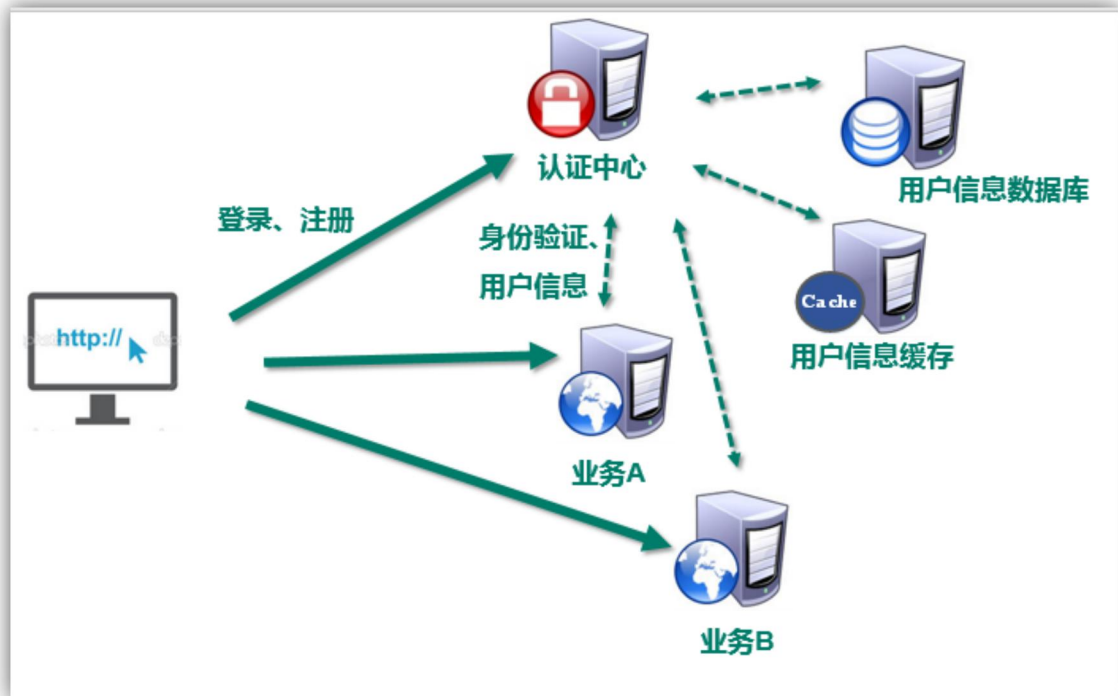 认证中心
用户信息数据库
登录、注册
身份验证、
用户信息
http://
Cache
用户信息缓存
业务A
业务B